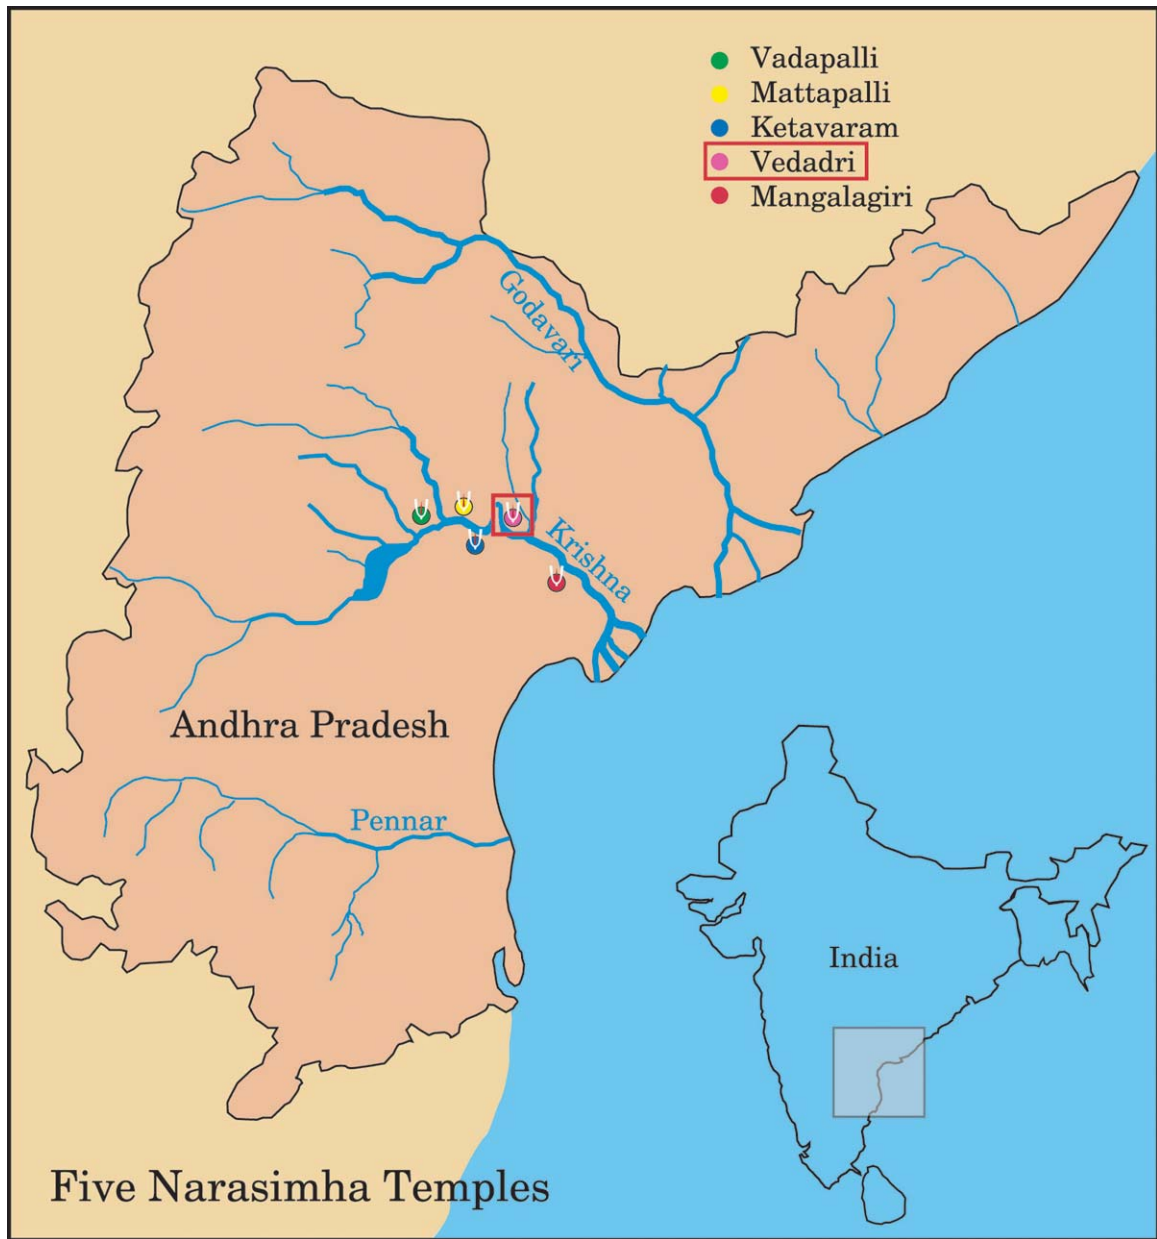 Vadapalli
Mattapalli
Ketavaram
Vedadri
Mangalagiri
Godavari
Krishna
Andhra Pradesh
Pennar
India
Five Narasimha Temples